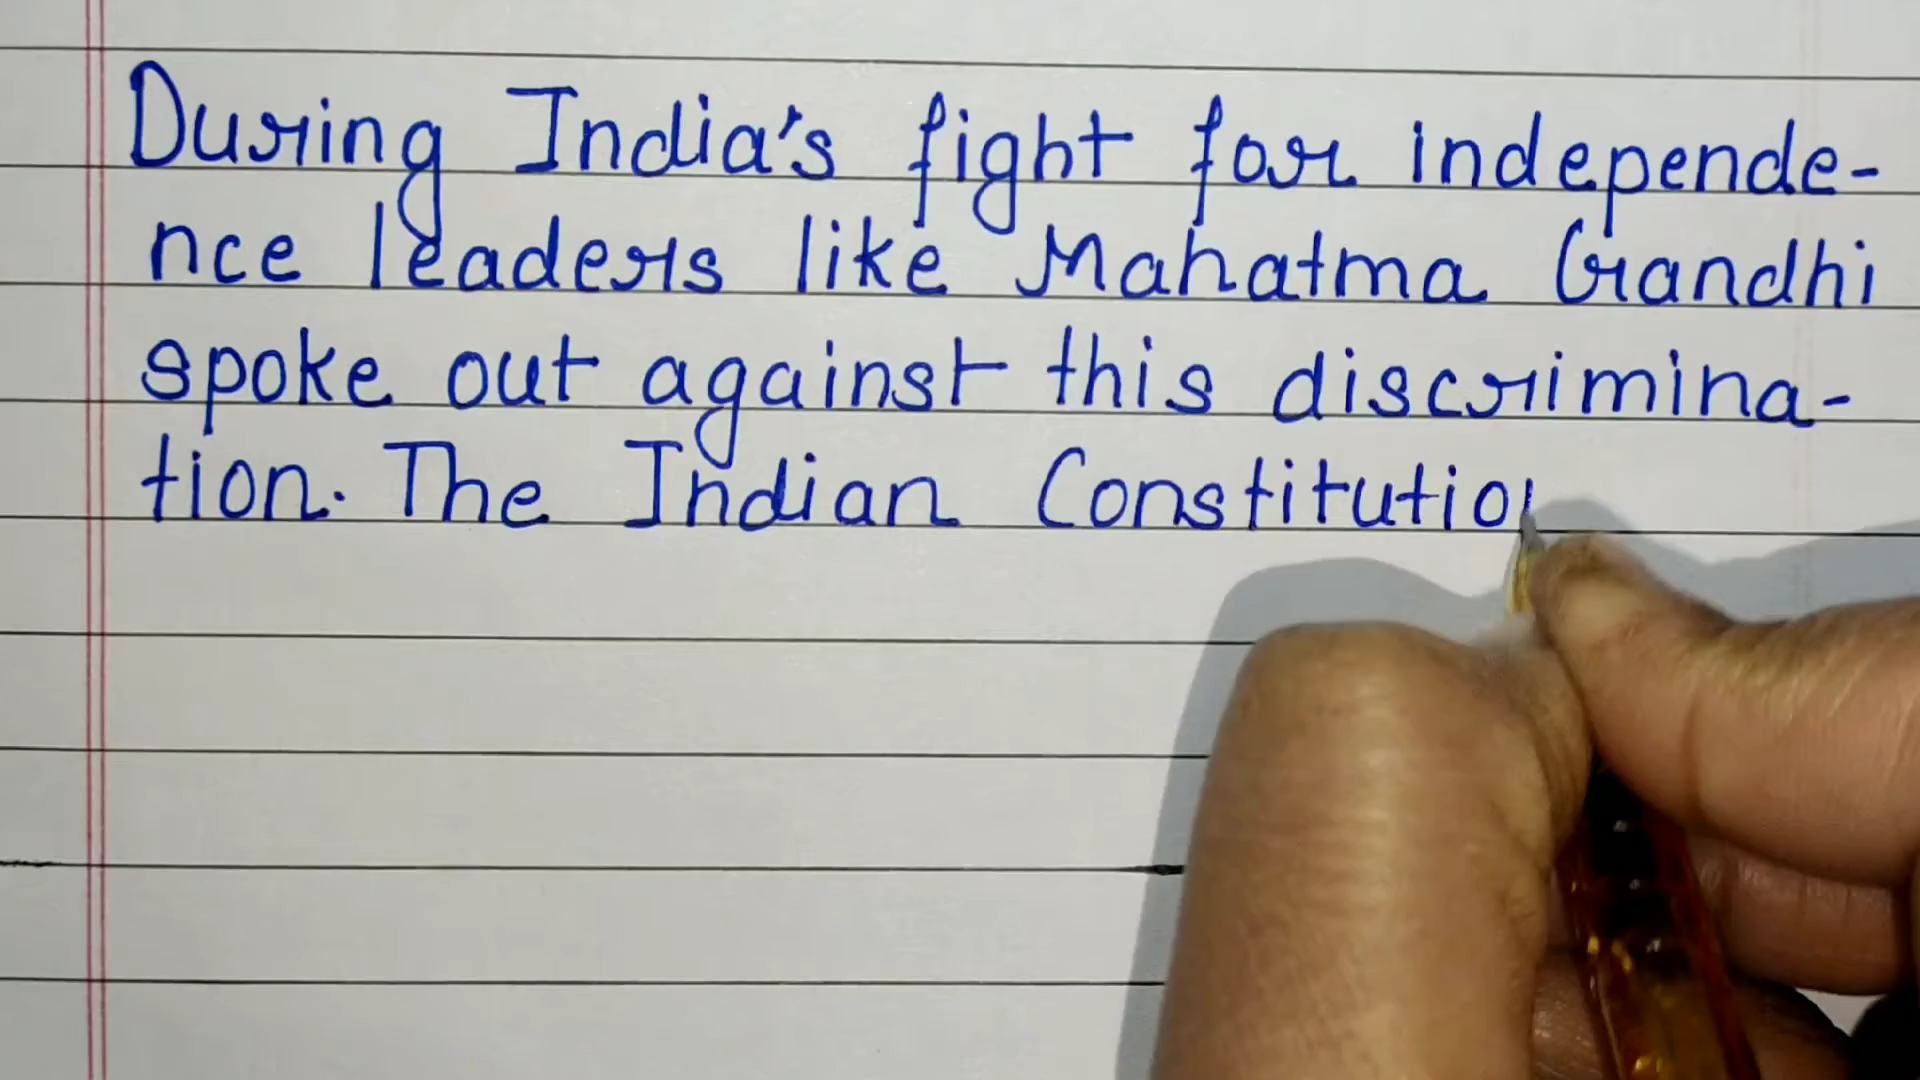 During India's fight for independe-
nce leaders like Mahatma Gandhi
spoke out against this discrimina-
tion. The Indian Constitutio